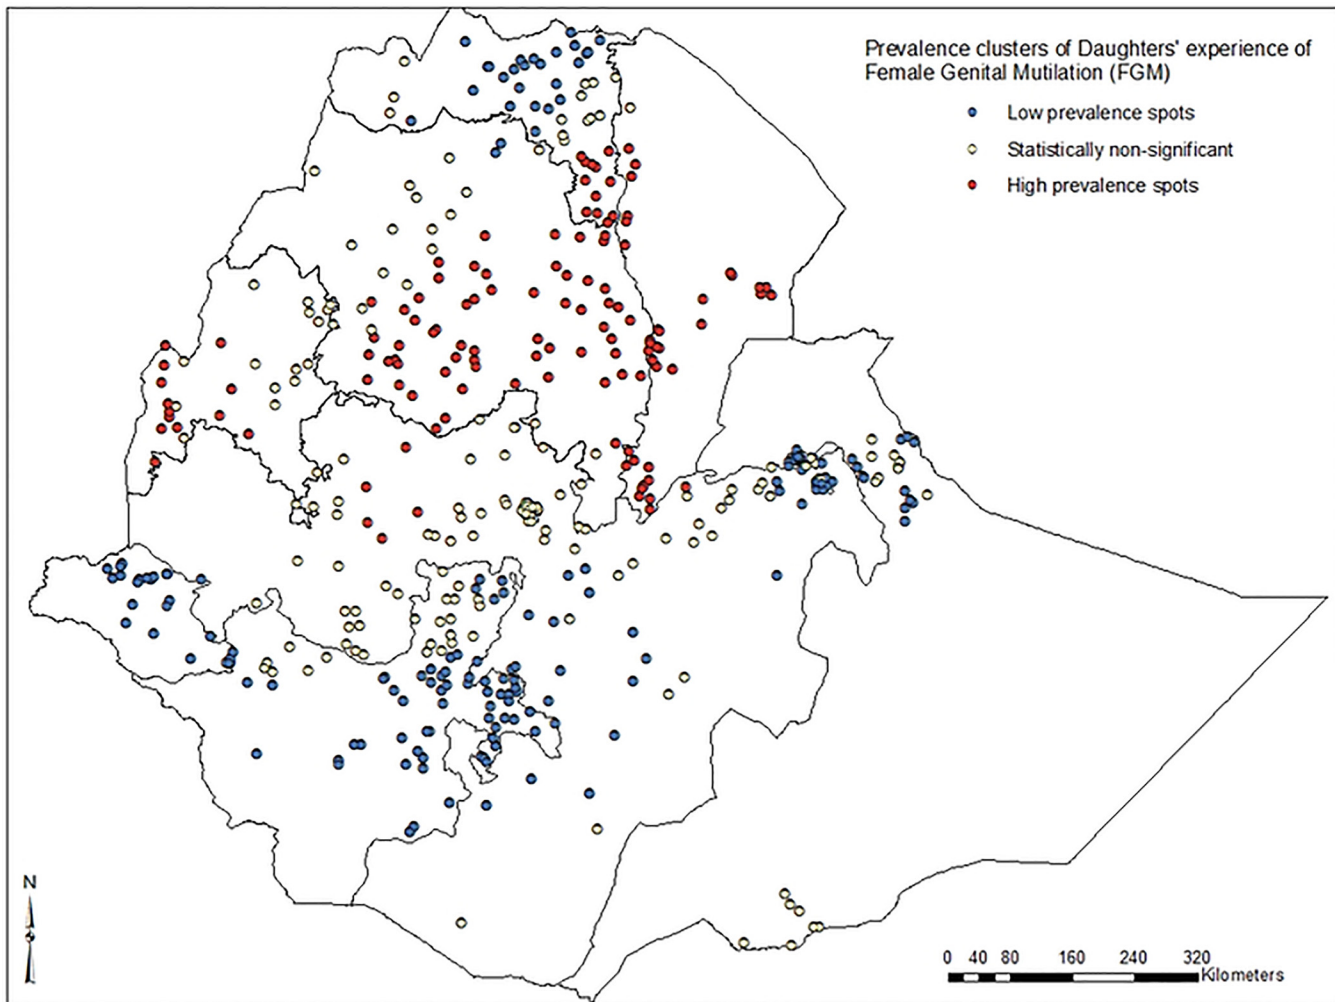 Prevalence clusters of Daughters' experience of
Female Genital Mutilation (FGM)
Low prevalence spots
Statistically non-significant
High prevalence spots
N
0 40 80 160 240 320
Kilometers